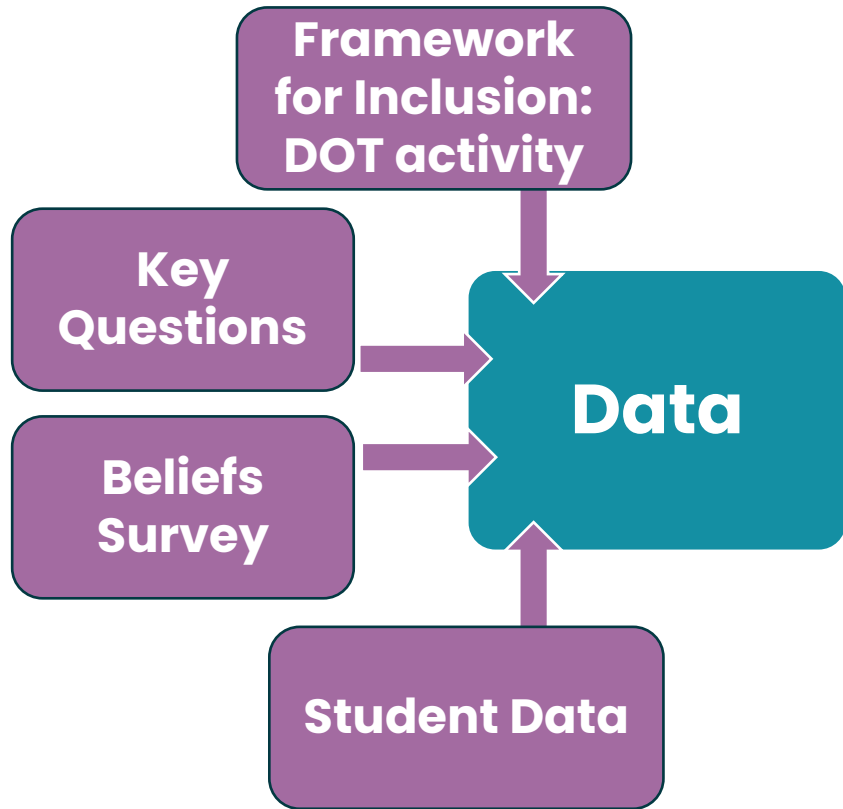 Framework
for Inclusion:
DOT activity
Key
Questions
Data
Beliefs
Survey
Student Data